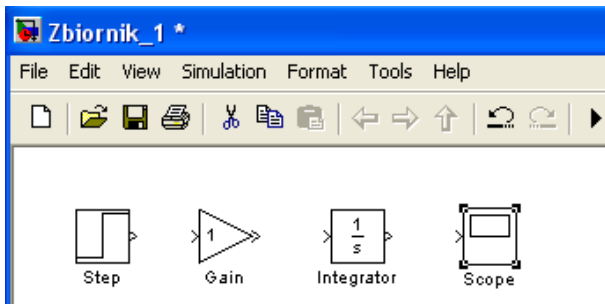 Zbiornik_1 *
File Edit View Simulation Format Tools Help
1
1
s
Step Gain Integrator Scope